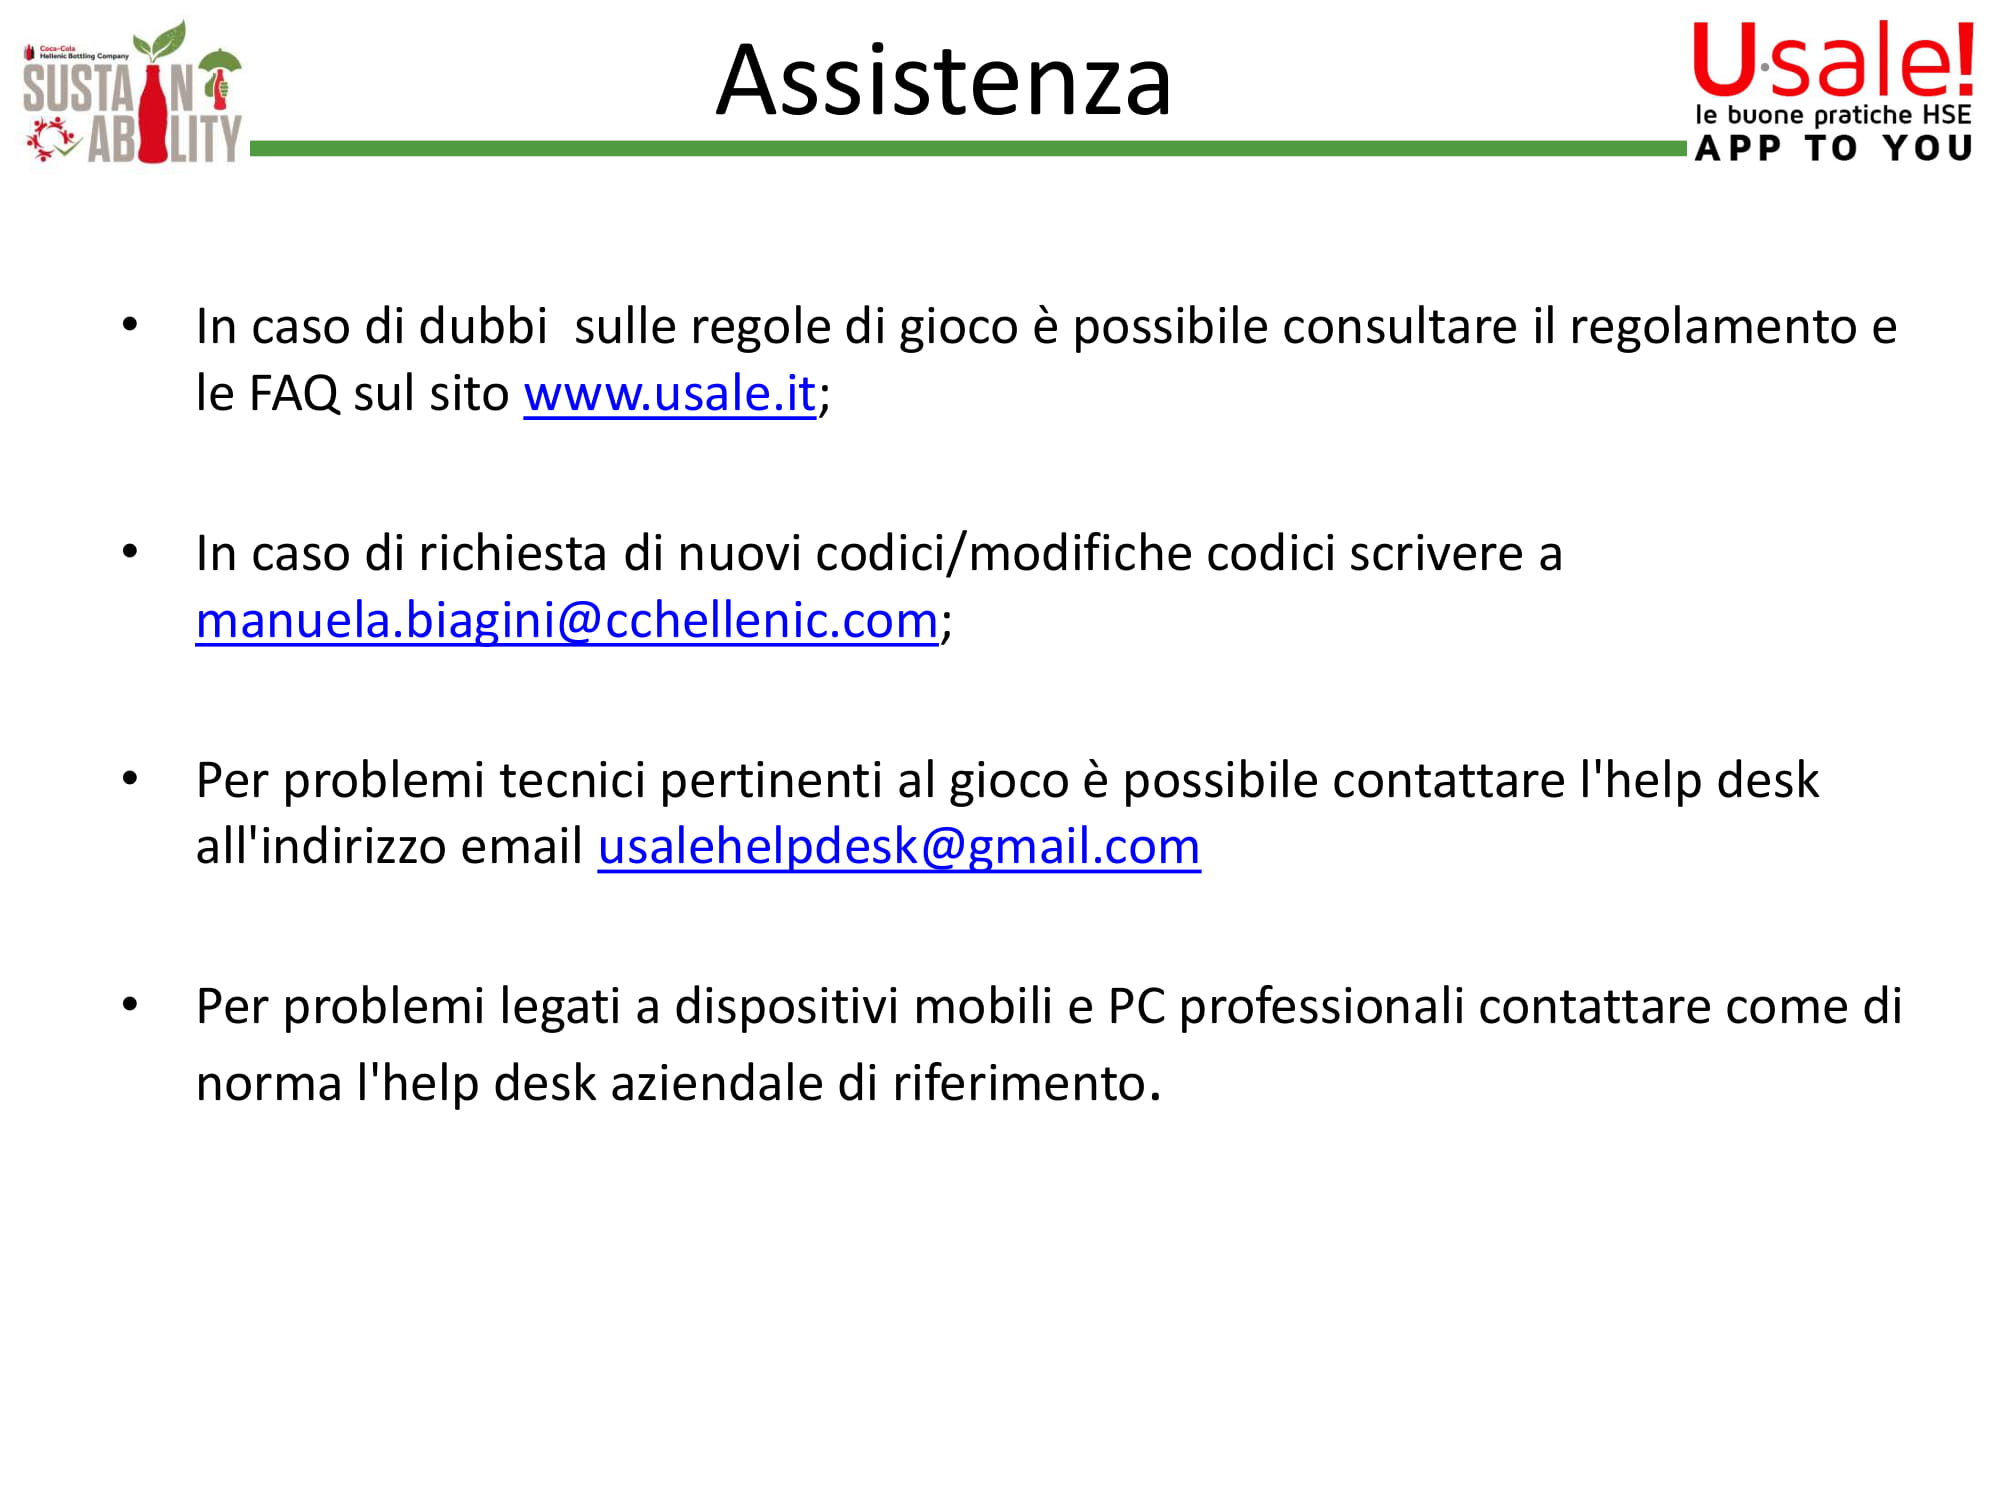 Coca-Cola
Hellenic Bottling Company
SUSTAIN
ABILITY
Assistenza
U·sale!
le buone pratiche HSE
APP TO YOU
• In caso di dubbi  sulle regole di gioco è possibile consultare il regolamento e
le FAQ sul sito www.usale.it;
• In caso di richiesta di nuovi codici/modifiche codici scrivere a
manuela.biagini@cchellenic.com;
• Per problemi tecnici pertinenti al gioco è possibile contattare l'help desk
all'indirizzo email usalehelpdesk@gmail.com
• Per problemi legati a dispositivi mobili e PC professionali contattare come di
norma l'help desk aziendale di riferimento.